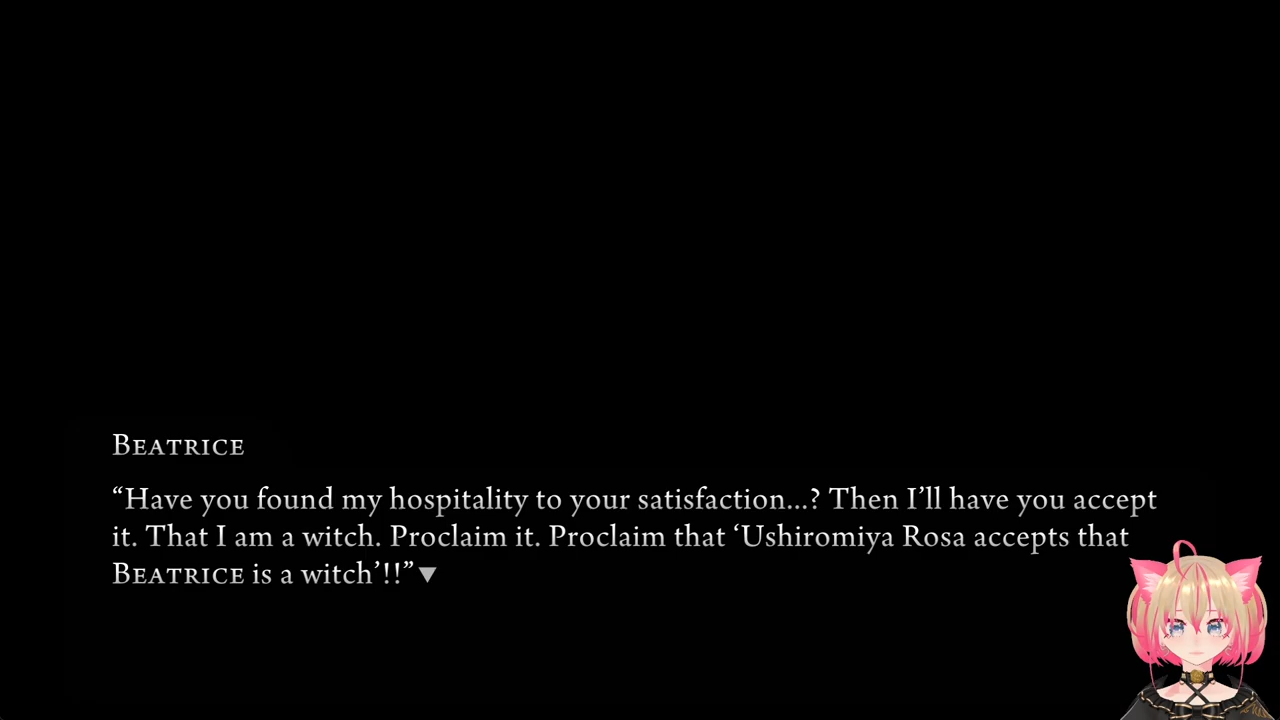 BEATRICE
“Have you found my hospitality to your satisfaction...? Then I’ll have you accept
it. That I am a witch. Proclaim it. Proclaim that ‘Ushiromiya Rosa accepts that
BEATRICE is a witch’!!”